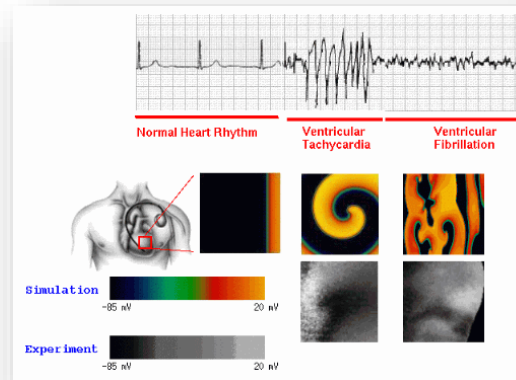 Normal Heart Rhythm
Ventricular
Tachycardia
Ventricular
Fibrillation
Simulation
-85 mV
20 mV
Experiment
-85 mV
20 mV